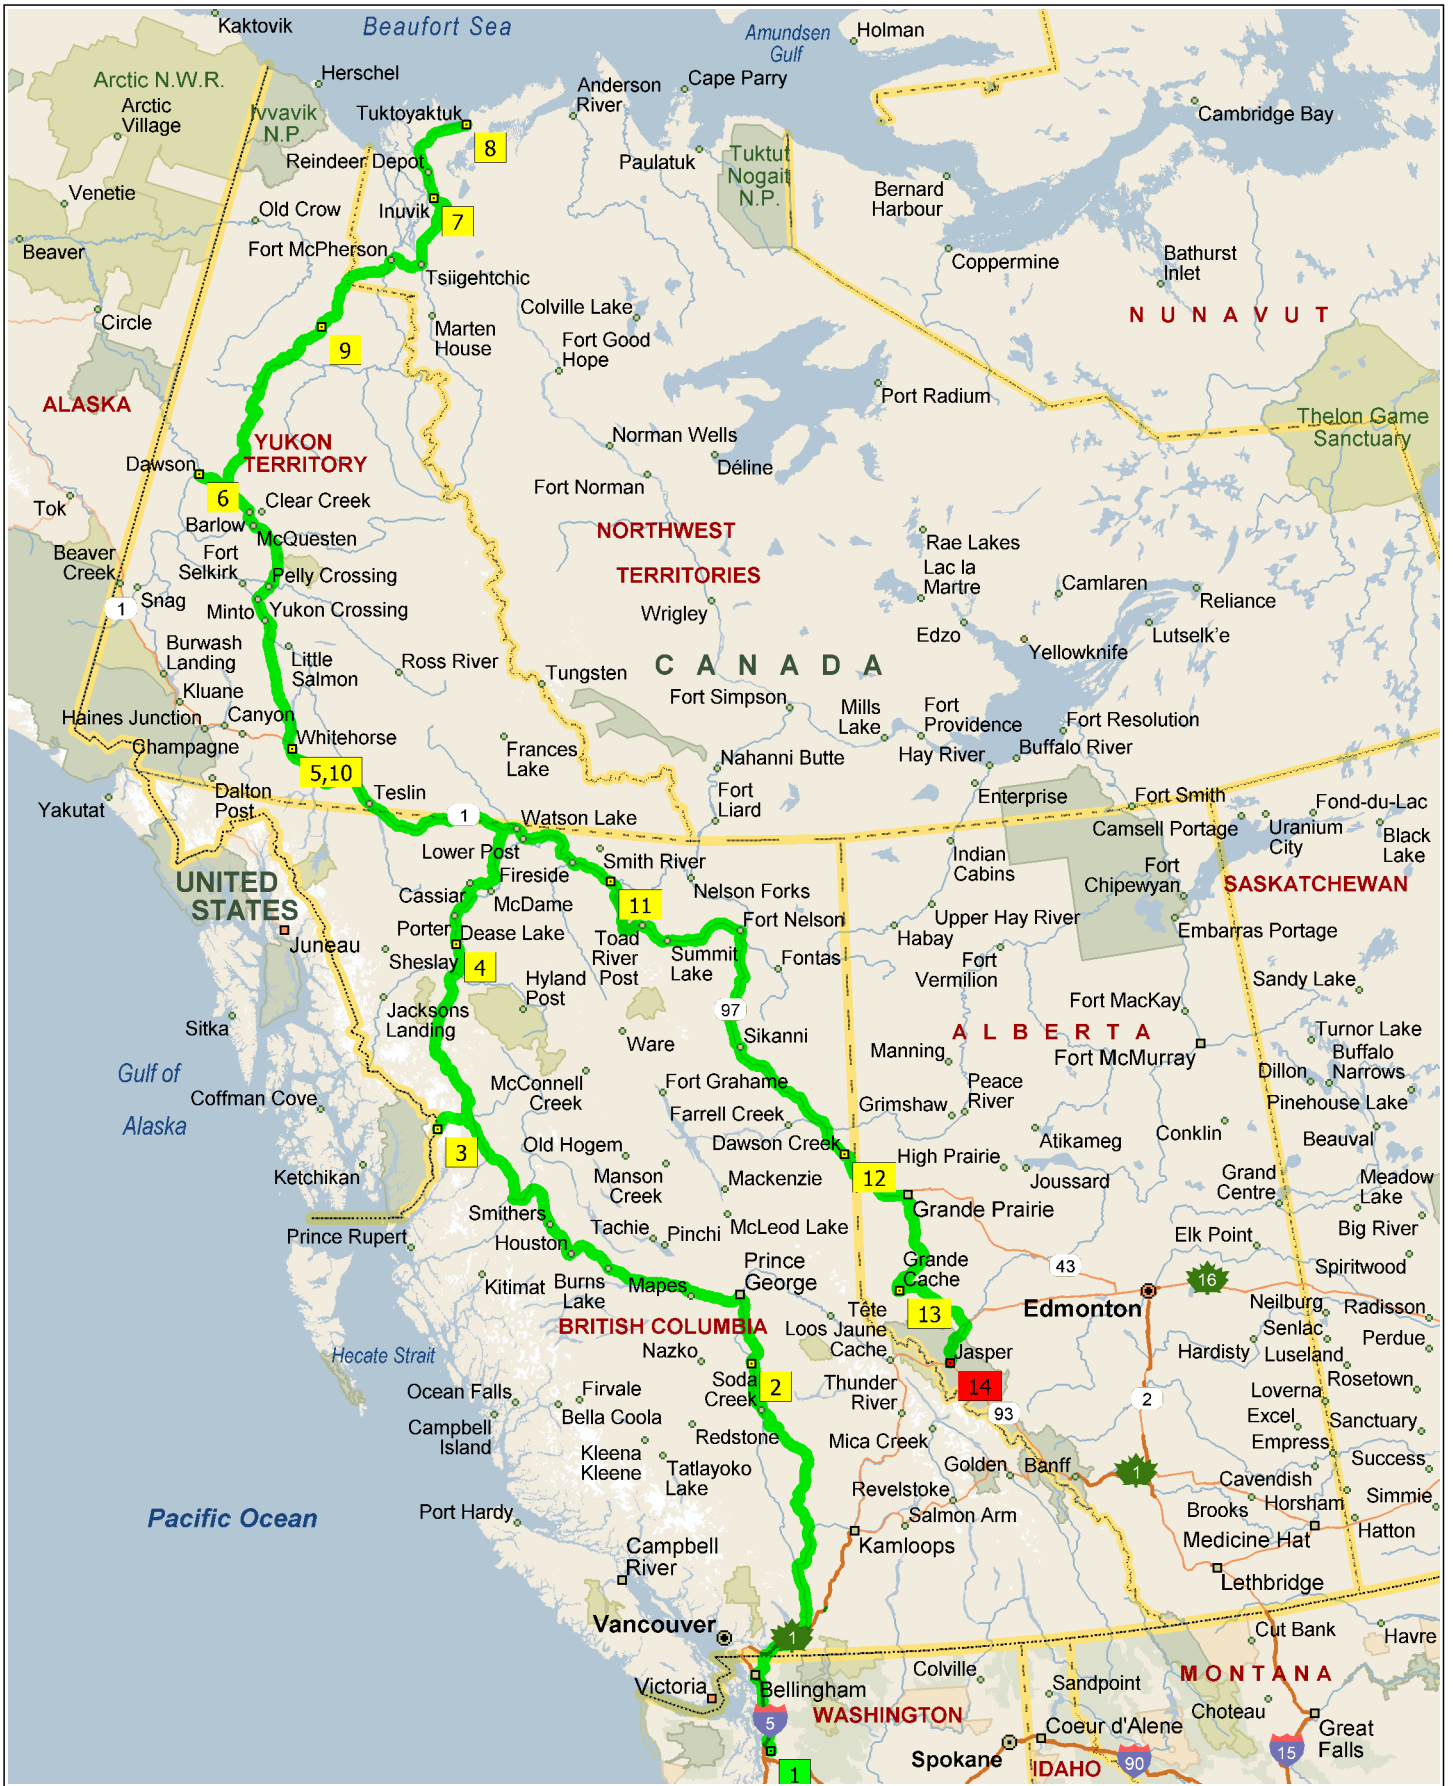 Kaktovik
Beaufort Sea
Amundsen
Gulf
Holman
Arctic N.W.R.
Herschel
Arctic
Village
Ivvavik
N.P.
Tuktoyaktuk
Anderson
River
Cape Parry
Cambridge Bay
8
Reindeer Depot
Paulatuk
Tuktut
Nogait
N.P.
Venetie
Old Crow
Inuvik
7
Bernard
Harbour
Beaver
Fort McPherson
Tsiigehtchic
Coppermine
Bathurst
Inlet
Circle
Colville Lake
NUNAVUT
Marten
House
9
Fort Good
Hope
ALASKA
Port Radium
Thelon Game
Sanctuary
YUKON
TERRITORY
Norman Wells
Dawson
Déline
6
Clear Creek
Fort Norman
Tok
Barlow
McQuesten
NORTHWEST
TERRITORIES
Rae Lakes
Beaver
Creek
Fort
Selkirk
Pelly Crossing
Lac la
Martre
Camlaren
1
Snag
Minto
Yukon Crossing
Wrigley
Reliance
Edzo
Lutselk'e
Burwash
Landing
Little
Salmon
Ross River
Tungsten
CANADA
Yellowknife
Kluane
Fort Simpson
Haines Junction
Canyon
Mills
Lake
Fort
Providence
Fort Resolution
Champagne
Whitehorse
Frances
Lake
Nahanni Butte
Hay River
Buffalo River
5,10
Yakutat
Dalton
Post
Teslin
Fort
Liard
Enterprise
Fort Smith
Fond-du-Lac
1
Watson Lake
Camsell Portage
Uranium
City
Black
Lake
Lower Post
Smith River
Indian
Cabins
Fort
Chipewyan
UNITED
STATES
Fireside
Cassiar
McDame
Nelson Forks
SASKATCHEWAN
11
Porter
Dease Lake
Fort Nelson
Upper Hay River
Embarras Portage
Juneau
Toad
River
Post
Summit
Lake
Habay
Sheslay
4
Fontas
Fort
Vermilion
Sandy Lake
Hyland
Post
Jacksons
Landing
97
Fort MacKay
Sitka
Ware
Sikanni
ALBERTA
Turnor Lake
Manning
Fort McMurray
Buffalo
Narrows
Gulf of
Alaska
Dillon
McConnell
Creek
Fort Grahame
Peace
River
Coffman Cove
Farrell Creek
Grimshaw
Pinehouse Lake
3
Old Hogem
Dawson Creek
Atikameg
Conklin
Beauval
Ketchikan
Manson
Creek
Mackenzie
12
High Prairie
Joussard
Grand
Centre
Meadow
Lake
Smithers
Tachie
Pinchi
McLeod Lake
Grande Prairie
Big River
Prince Rupert
Houston
Elk Point
Kitimat
Burns
Lake
Mapes
Prince
George
Grande
Cache
43
16
Spiritwood
13
Edmonton
Neilburg
Radisson
BRITISH COLUMBIA
Tête
Jaune
Cache
Loos
Senlac
Perdue
Hecate Strait
Nazko
Jasper
Hardisty
Luseland
Ocean Falls
Firvale
Soda
Creek
2
Thunder
River
14
93
2
Loverna
Rosetown
Campbell
Island
Bella Coola
Redstone
Excel
Sanctuary
Kleena
Kleene
Tatlayoko
Lake
Mica Creek
Golden
Banff
1
Empress
Success
Revelstoke
Cavendish
Pacific Ocean
Port Hardy
Salmon Arm
Brooks
Horsham
Simmie
Campbell
River
Kamloops
Medicine Hat
Hatton
Lethbridge
Vancouver
1
Cut Bank
Havre
Victoria
Bellingham
Colville
Sandpoint
MONTANA
5
WASHINGTON
Choteau
Coeur d'Alene
Great
Falls
Spokane
IDAHO
90
15
1